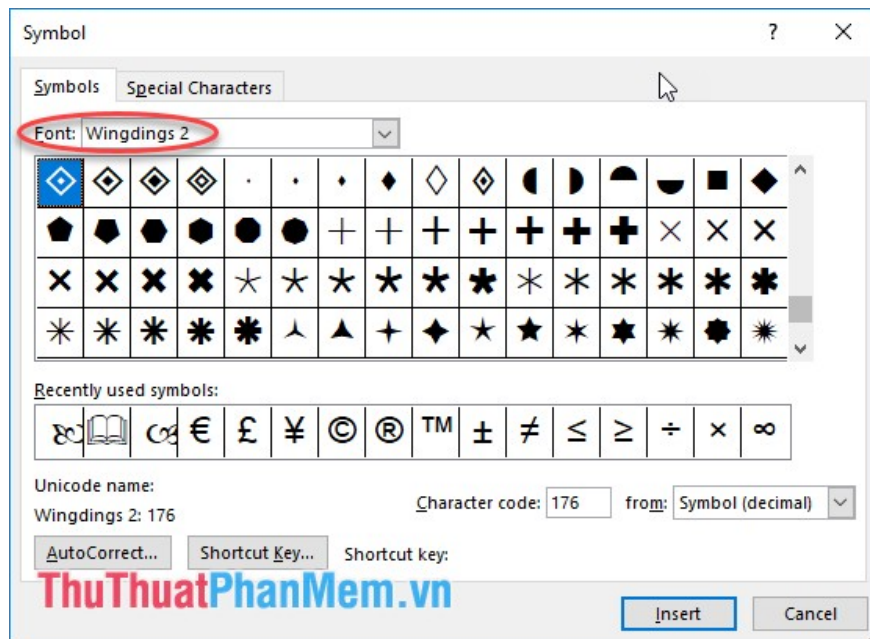 Symbol ? ✕
Symbols Special Characters
Font: Wingdings 2
Recently used symbols:
€ £ ¥ © ® ™ ± ≠ ≤ ≥ ÷ × ∞
Unicode name:
Wingdings 2: 176
Character code: 176 from: Symbol (decimal)
AutoCorrect... Shortcut Key... Shortcut key:
ThuThuatPhanMem.vn
Insert Cancel